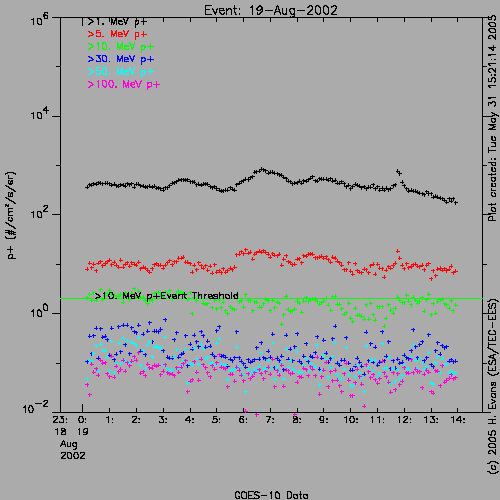 Event: 19-Aug-2002
>1. MeV p+
>5. MeV p+
>10. MeV p+
>30. MeV p+
>50. MeV p+
>100. MeV p+
10^6
10^4
10^2
10^0
10^-2
p+ (#/cm²/s/sr)
>10. MeV p+Event Threshold
23: 0: 1: 2: 3: 4: 5: 6: 7: 8: 9: 10: 11: 12: 13: 14:
18 19
Aug
2002
GOES-10 Data
Plot created: Tue May 31 15:21:14 2005
(c) 2005 H. Evans (ESA/TEC-EES)